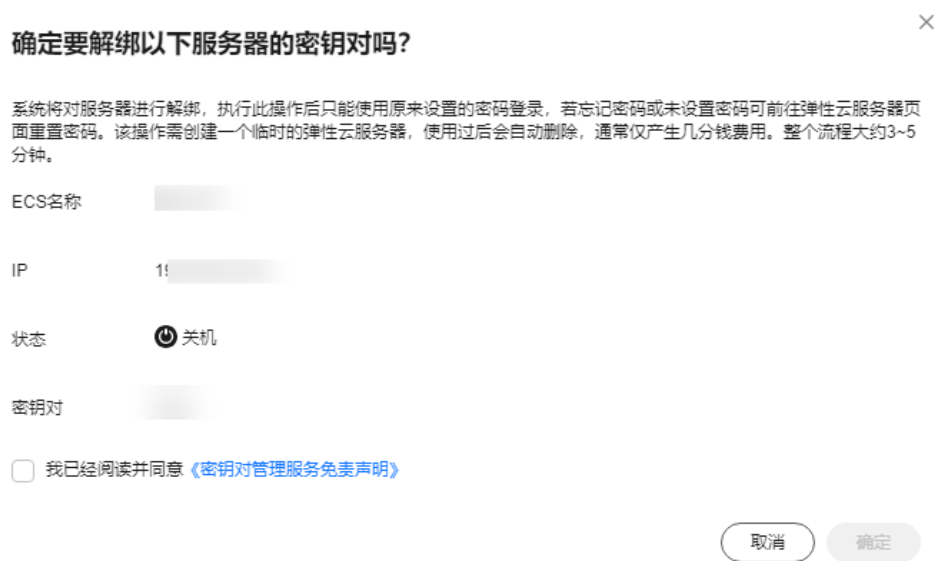 确定要解绑以下服务器的密钥对吗？
系统将对服务器进行解绑，执行此操作后只能使用原来设置的密码登录，若忘记密码或未设置密码可前往弹性云服务器页
面重置密码。该操作需创建一个临时的弹性云服务器，使用过后会自动删除，通常仅产生几分钱费用。整个流程大约3~5
分钟。
ECS名称
IP
状态 关机
密钥对
我已经阅读并同意《密钥对管理服务免责声明》
取消 确定